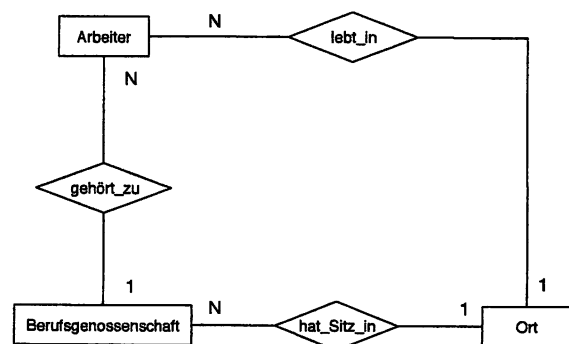 N
Arbeiter
lebt_in
N
gehört_zu
1
1
N
1
Berufsgenossenschaft
hat_Sitz_in
Ort